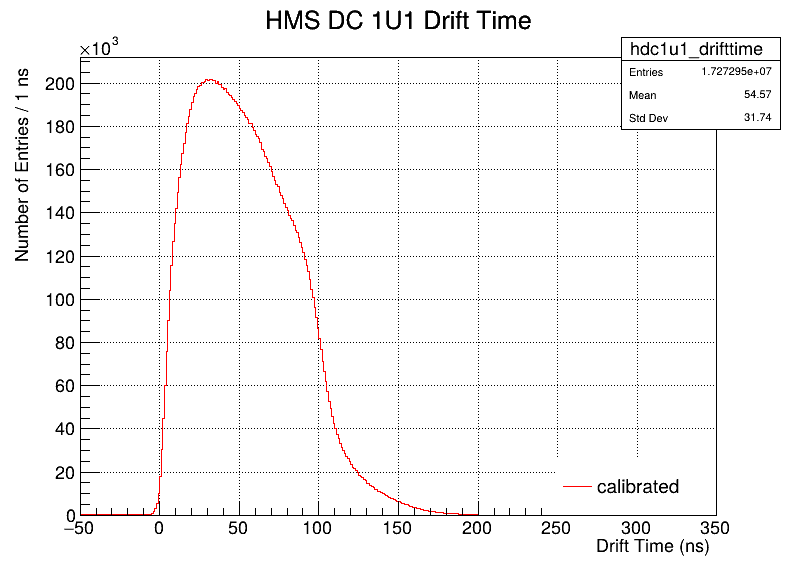 HMS DC 1U1 Drift Time
×10³
hdc1u1_drifttime
Entries 1.727295e+07
Mean 54.57
Std Dev 31.74
Number of Entries / 1 ns
200
180
160
140
120
100
80
60
40
20
0
calibrated
−50 0 50 100 150 200 250 300 350
Drift Time (ns)